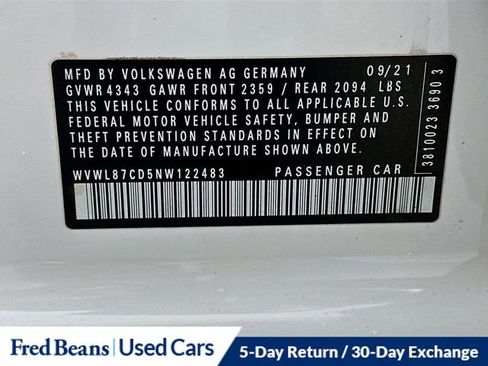 MFD BY VOLKSWAGEN AG GERMANY 09/21
GVWR 4343 GAWR FRONT 2359 / REAR 2094 LBS
THIS VEHICLE CONFORMS TO ALL APPLICABLE U.S.
FEDERAL MOTOR VEHICLE SAFETY, BUMPER AND
THEFT PREVENTION STANDARDS IN EFFECT ON
THE DATE OF MANUFACTURE SHOWN ABOVE.
WVWL87CD5NW122483 PASSENGER CAR
3810023 3690 3
Fred Beans | Used Cars
5-Day Return / 30-Day Exchange